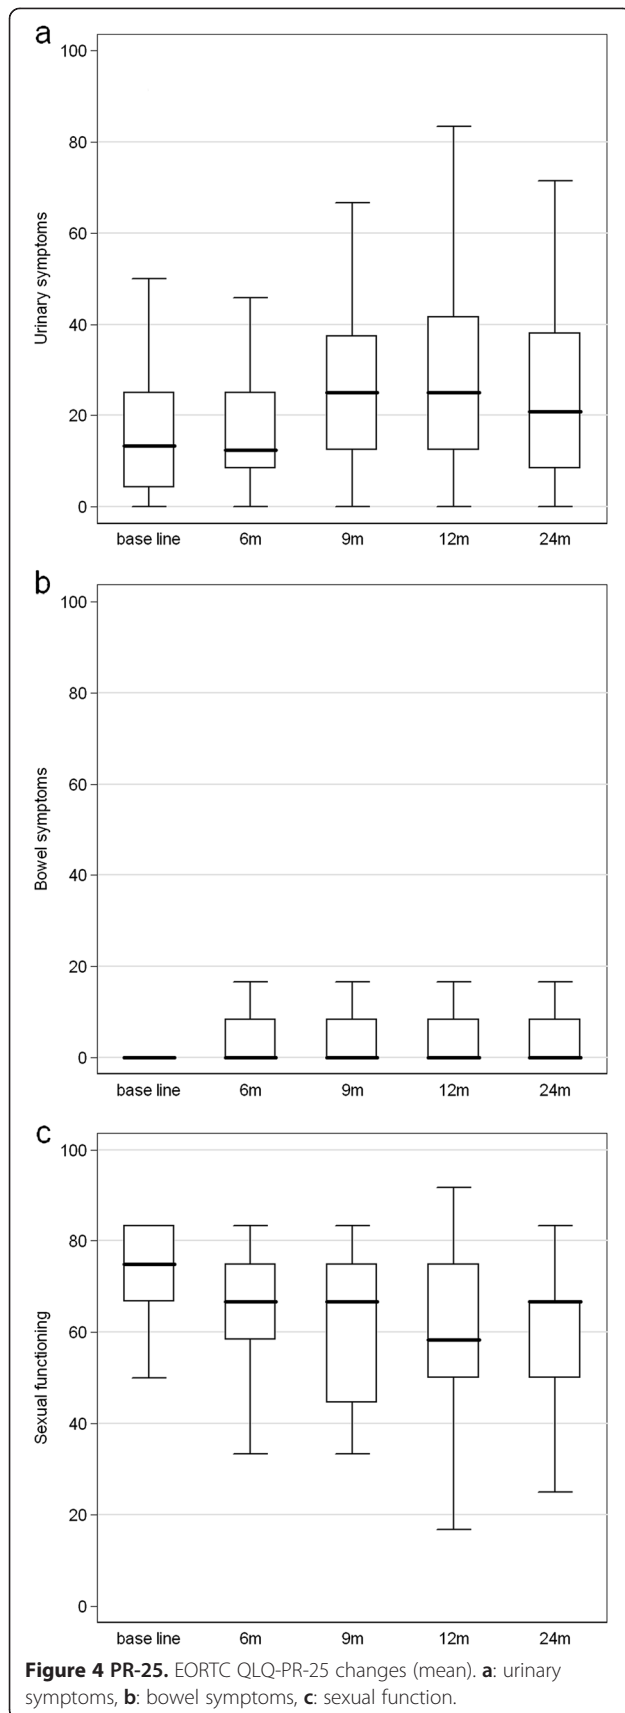 a
100
80
60
40
20
0
Urinary symptoms
base line 6m 9m 12m 24m
b
100
80
60
40
20
0
Bowel symptoms
base line 6m 9m 12m 24m
c
100
80
60
40
20
0
Sexual functioning
base line 6m 9m 12m 24m
Figure 4 PR-25. EORTC QLQ-PR-25 changes (mean). a: urinary
symptoms, b: bowel symptoms, c: sexual function.